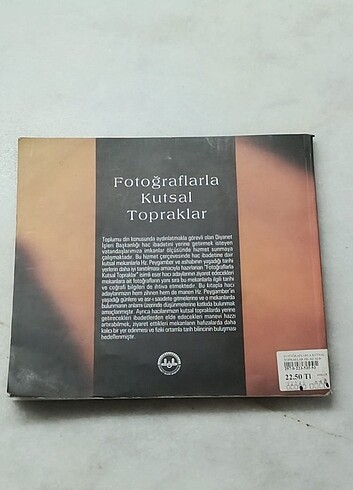 Fotoğraflarla
Kutsal
Topraklar
Toplumu din konusunda aydınlatmakla görevli olan Diyanet
İşleri Başkanlığı hac ibadetini yerine getirmek isteyen
vatandaşlarımıza imkanlar ölçüsünde hizmet sunmaya
çalışmaktadır. Bu hizmet çerçevesinde hac ibadetine dair
kutsal mekanlarla Hz. Peygamber ve ashabının yaşadığı tarihi
yerlerin daha iyi tanıtılması amacıyla hazırlanan "Fotoğraflarla
Kutsal Topraklar" isimli eser hacı adaylarının ziyaret edecekleri
mekanlara ait fotoğrafların yanı sıra bu mekanlarla ilgili tarihi
ve coğrafi bilgileri de ihtiva etmektedir. Bu kitapla hacı
adaylarımızın hem zihnen hem de manen Hz. Peygamber'in
yaşadığı günlere ve asr-ı saadete gitmelerine ve o mekanlarda
bulunmanın anlamı üzerinde düşünmelerine katkıda bulunmak
amaçlanmıştır. Ayrıca hacılarımızın kutsal topraklarda yerine
getirecekleri ibadetlerden elde edecekleri manevi hazzı
artırabilmek, ziyaret ettikleri mekanların hafızalarda daha
kalıcı bir yer edinmesi ve fiziki ortamla tarih bilincinin buluşması
hedeflenmiştir.
22.50 Tl